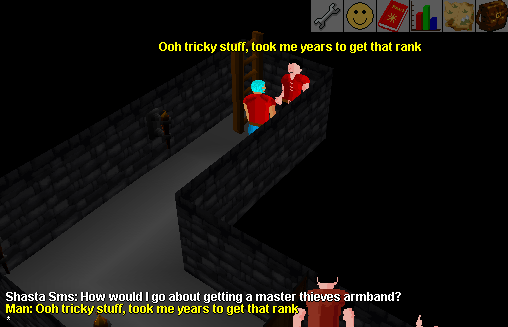 Ooh tricky stuff, took me years to get that rank
Shasta Sms: How would I go about getting a master thieves armband?
Man: Ooh tricky stuff, took me years to get that rank
*